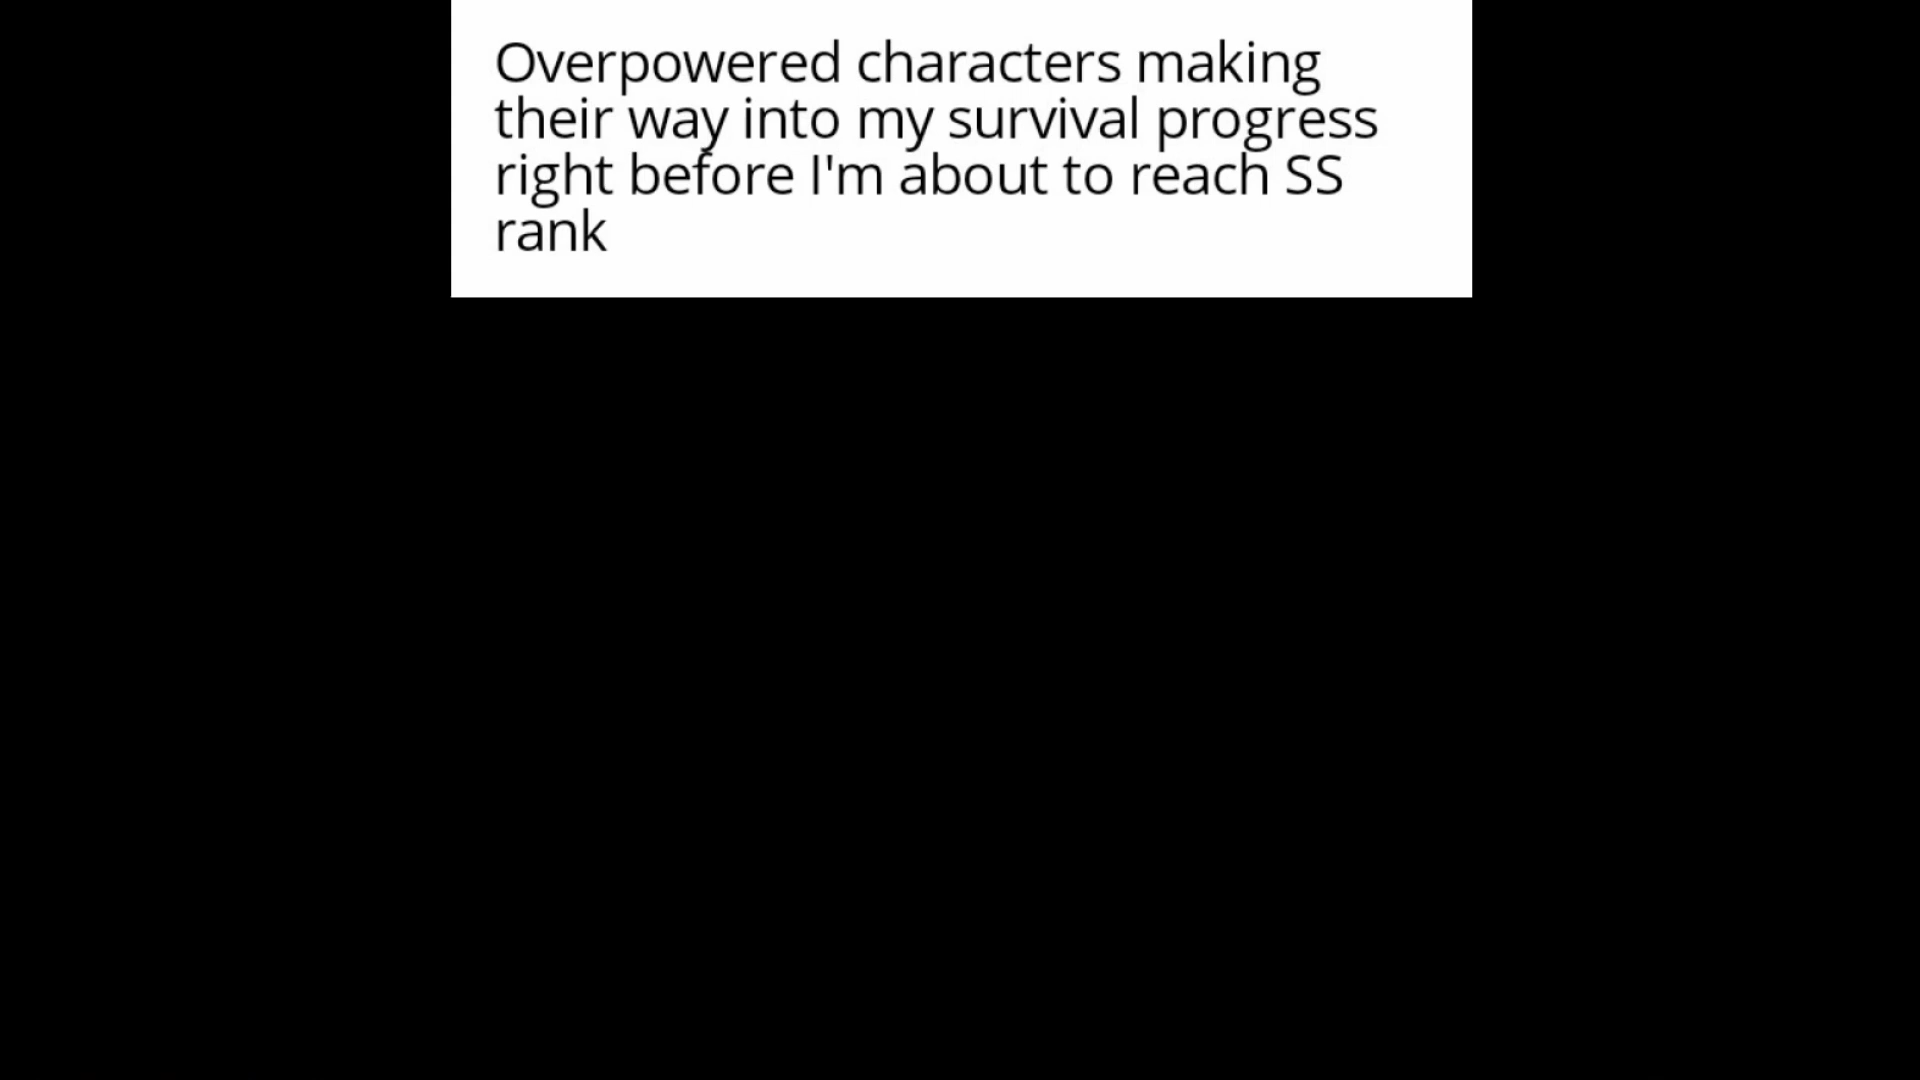 Overpowered characters making
their way into my survival progress
right before I'm about to reach SS
rank